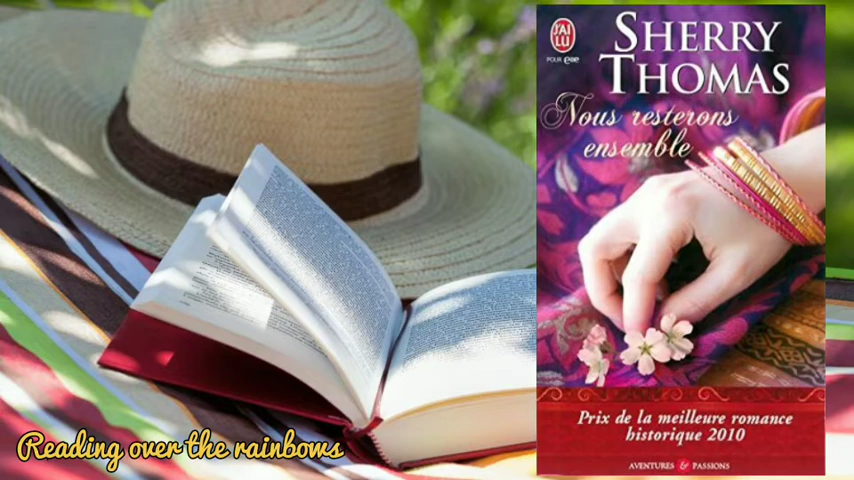 J'AI
LU
POUR elle
SHERRY
THOMAS
Nous resterons
ensemble
Prix de la meilleure romance
historique 2010
AVENTURES & PASSIONS
Reading over the rainbows